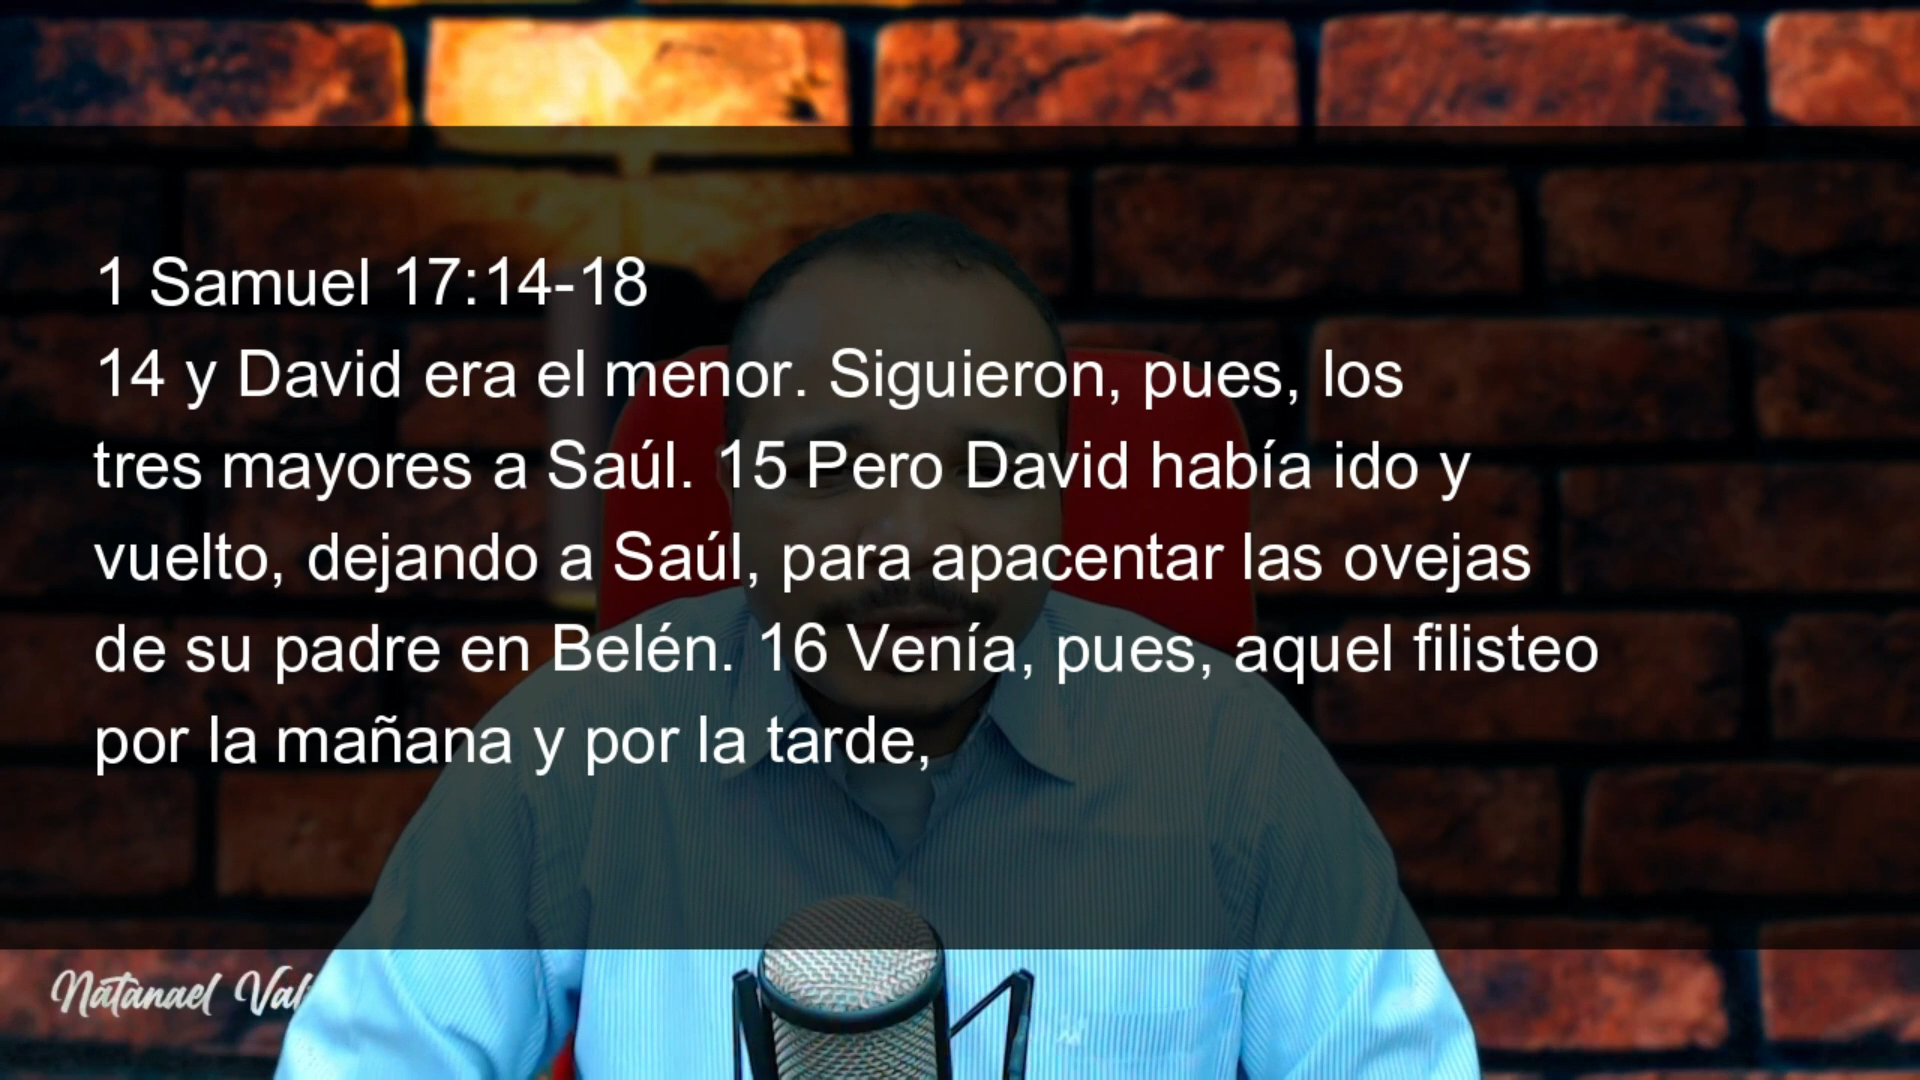 1 Samuel 17:14-18
14 y David era el menor. Siguieron, pues, los
tres mayores a Saúl. 15 Pero David había ido y
vuelto, dejando a Saúl, para apacentar las ovejas
de su padre en Belén. 16 Venía, pues, aquel filisteo
por la mañana y por la tarde,
Natanael